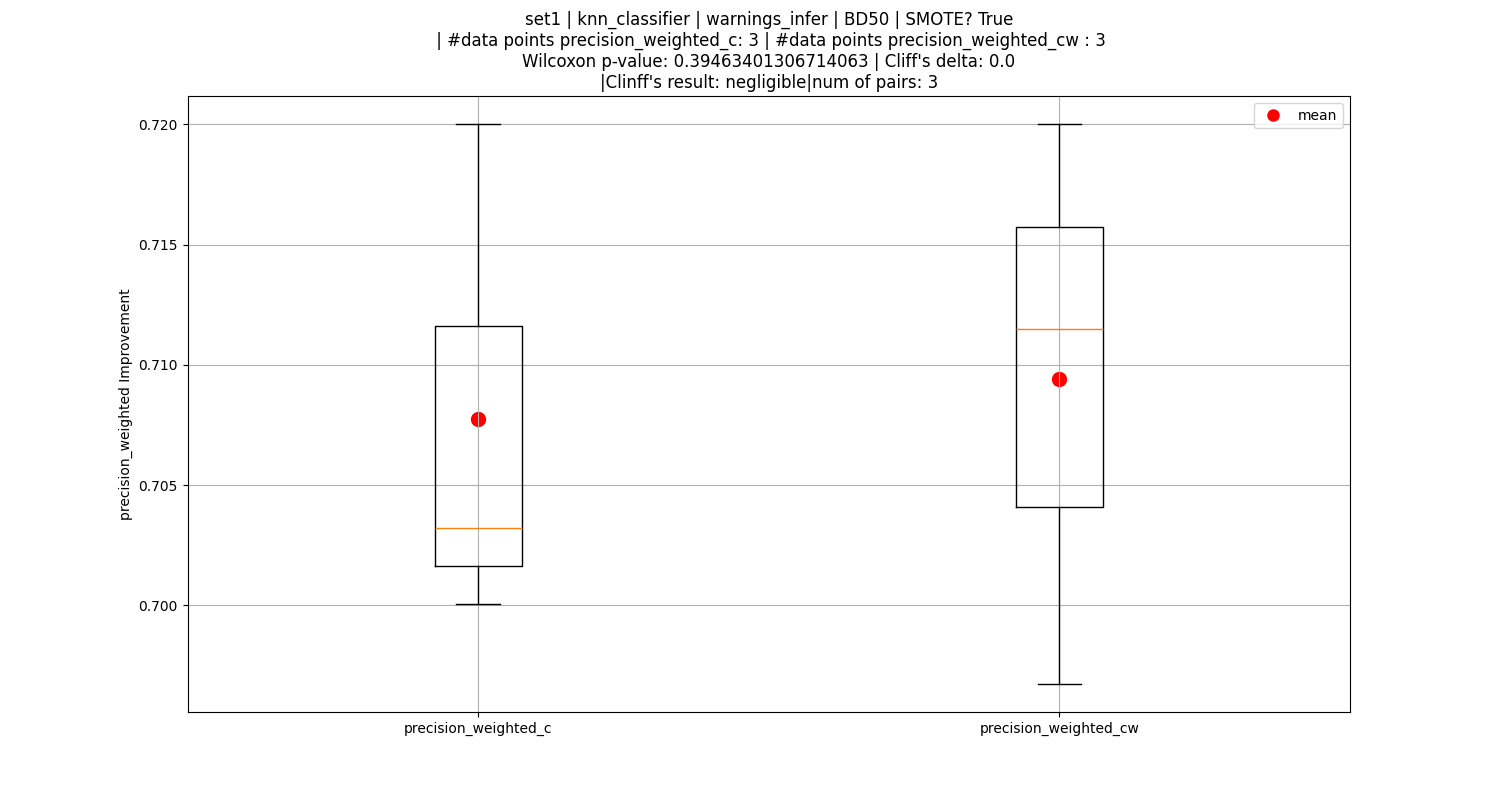 set1 | knn_classifier | warnings_infer | BD50 | SMOTE? True
| #data points precision_weighted_c: 3 | #data points precision_weighted_cw : 3
Wilcoxon p-value: 0.39463401306714063 | Cliff's delta: 0.0
|Clinff's result: negligible|num of pairs: 3
mean
0.720
0.715
0.710
0.705
0.700
precision_weighted Improvement
precision_weighted_c
precision_weighted_cw